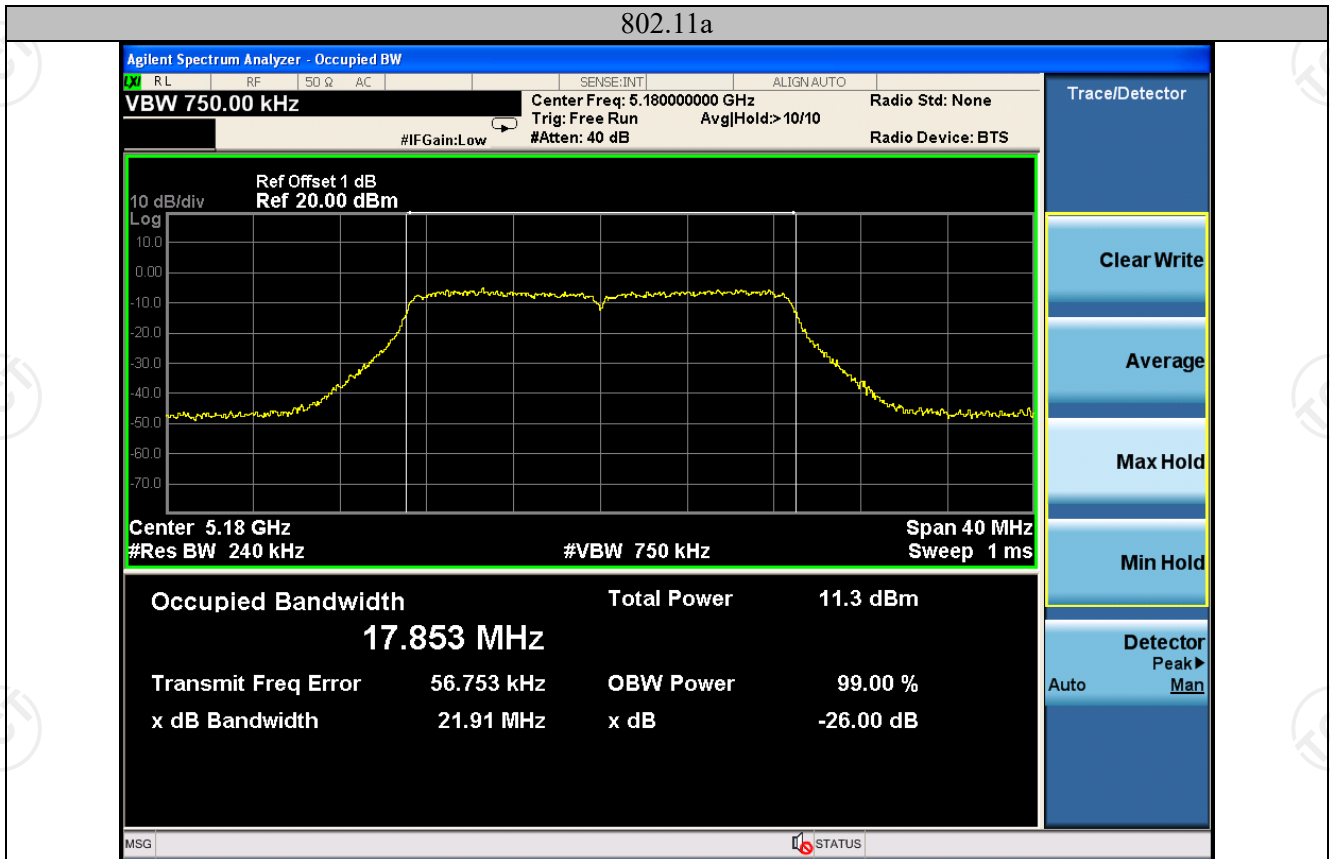 802.11a
Agilent Spectrum Analyzer - Occupied BW
LXI RL RF 50 Ω AC SENSE:INT ALIGN AUTO
VBW 750.00 kHz
Center Freq: 5.180000000 GHz Radio Std: None
Trig: Free Run Avg|Hold:>10/10
#IFGain:Low #Atten: 40 dB Radio Device: BTS
Trace/Detector
Ref Offset 1 dB
10 dB/div Ref 20.00 dBm
Log
10.0
0.00
-10.0
-20.0
-30.0
-40.0
-50.0
-60.0
-70.0
Center 5.18 GHz Span 40 MHz
#Res BW 240 kHz #VBW 750 kHz Sweep 1 ms
Occupied Bandwidth Total Power 11.3 dBm
17.853 MHz
Transmit Freq Error 56.753 kHz OBW Power 99.00 %
x dB Bandwidth 21.91 MHz x dB -26.00 dB
Clear Write
Average
Max Hold
Min Hold
Detector
Peak▶
Auto Man
MSG STATUS